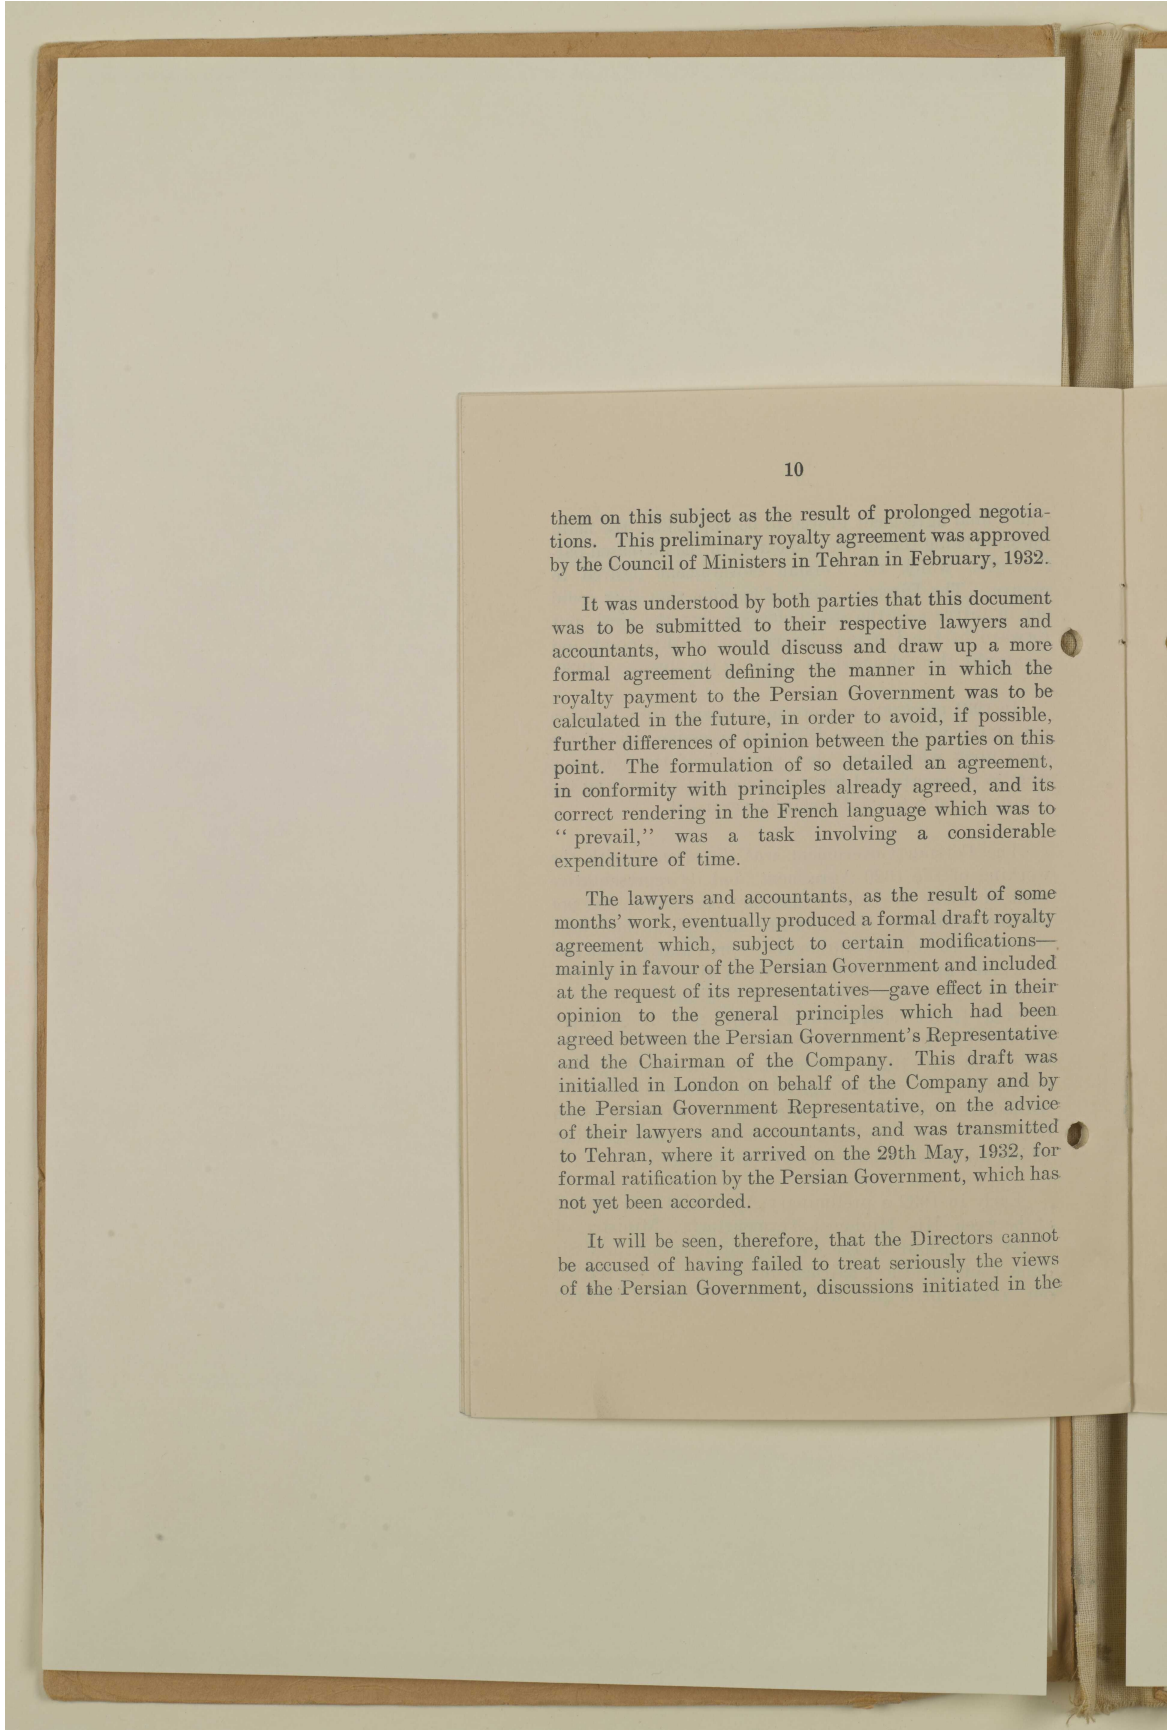 10
them on this subject as the result of prolonged negotia-
tions. This preliminary royalty agreement was approved
by the Council of Ministers in Tehran in February, 1932.
It was understood by both parties that this document
was to be submitted to their respective lawyers and
accountants, who would discuss and draw up a more
formal agreement defining the manner in which the
royalty payment to the Persian Government was to be
calculated in the future, in order to avoid, if possible,
further differences of opinion between the parties on this
point. The formulation of so detailed an agreement,
in conformity with principles already agreed, and its
correct rendering in the French language which was to
“ prevail,” was a task involving a considerable
expenditure of time.
The lawyers and accountants, as the result of some
months’ work, eventually produced a formal draft royalty
agreement which, subject to certain modifications—
mainly in favour of the Persian Government and included
at the request of its representatives—gave effect in their
opinion to the general principles which had been
agreed between the Persian Government’s Representative
and the Chairman of the Company. This draft was
initialled in London on behalf of the Company and by
the Persian Government Representative, on the advice
of their lawyers and accountants, and was transmitted
to Tehran, where it arrived on the 29th May, 1932, for
formal ratification by the Persian Government, which has
not yet been accorded.
It will be seen, therefore, that the Directors cannot
be accused of having failed to treat seriously the views
of the Persian Government, discussions initiated in the